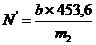 N' = b × 453,6 / m₂